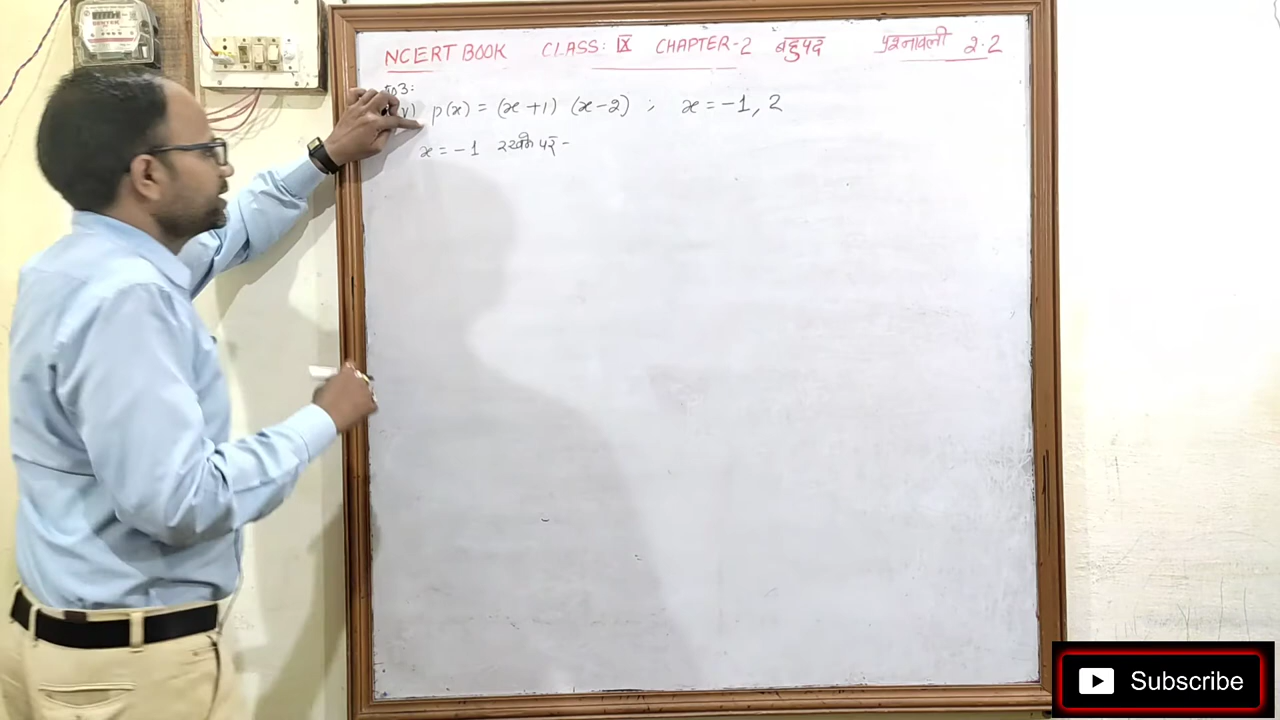 NCERT BOOK CLASS: IX CHAPTER-2 बहुपद प्रश्नावली 2.2
p(x) = (x+1) (x-2) ; x = -1, 2
x = -1 रखने पर -
Subscribe